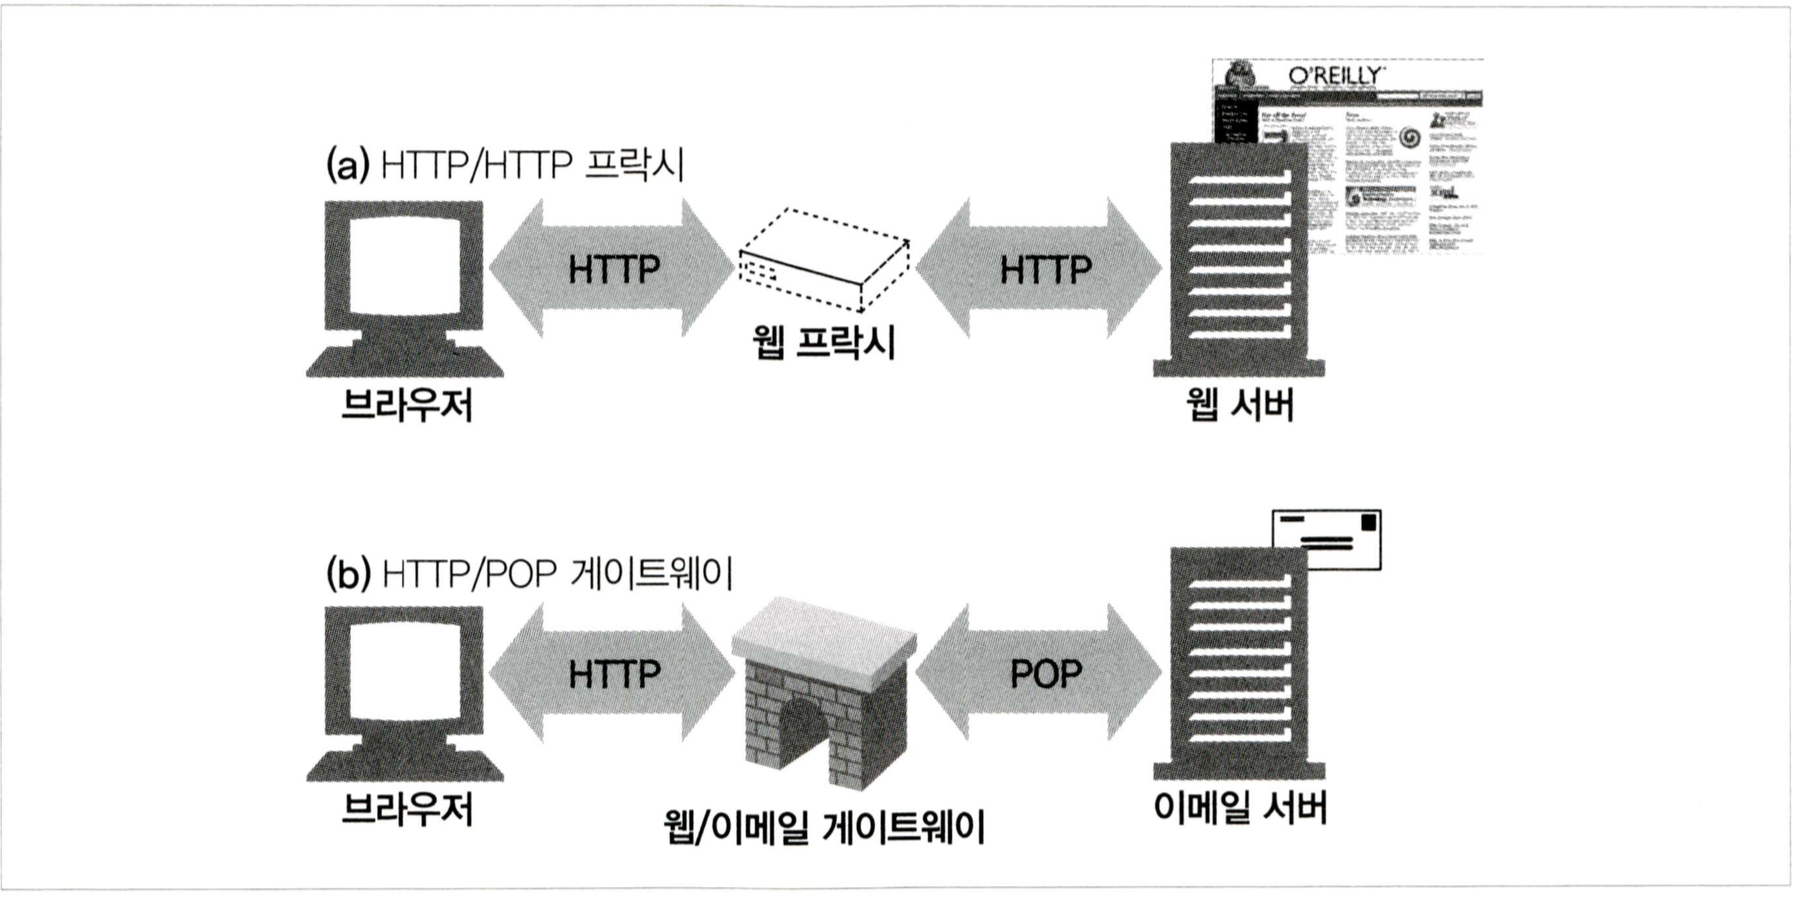 O'REILLY
(a) HTTP/HTTP 프락시
HTTP
HTTP
웹 프락시
브라우저
웹 서버
(b) HTTP/POP 게이트웨이
HTTP
POP
브라우저
웹/이메일 게이트웨이
이메일 서버